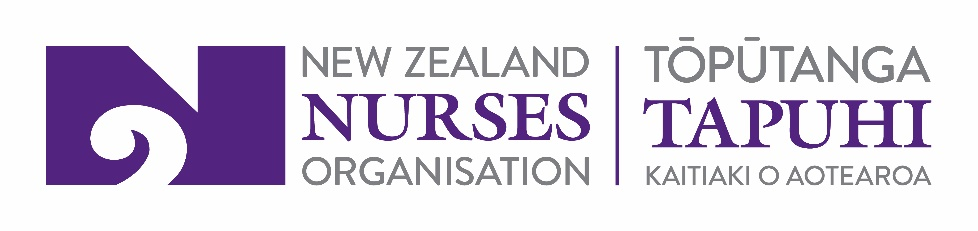 NEW ZEALAND
NURSES
ORGANISATION
TŌPŪTANGA
TAPUHI
KAITIAKI O AOTEAROA